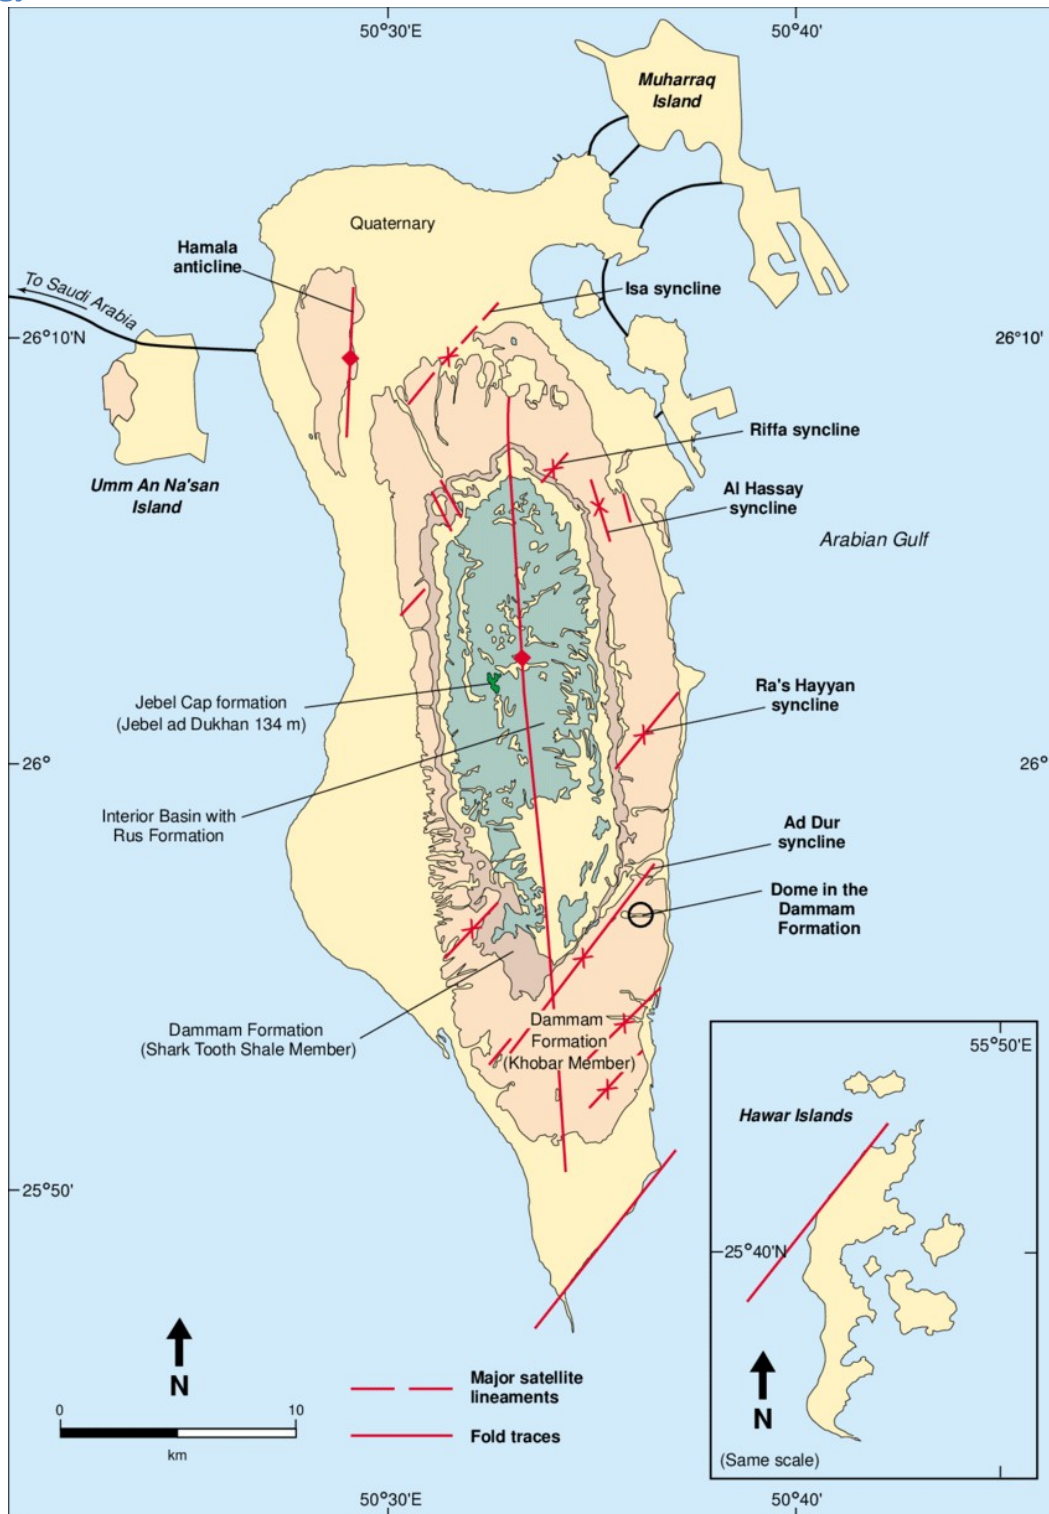 50°30'E
50°40'
Muharraq
Island
Quaternary
Hamala
anticline
To Saudi Arabia
Isa syncline
26°10'N
26°10'
Riffa syncline
Umm An Na'san
Island
Al Hassay
syncline
Arabian Gulf
Jebel Cap formation
(Jebel ad Dukhan 134 m)
Ra's Hayyan
syncline
26°
26°
Interior Basin with
Rus Formation
Ad Dur
syncline
Dome in the
Dammam
Formation
Dammam Formation
(Shark Tooth Shale Member)
Dammam
Formation
(Khobar Member)
55°50'E
Hawar Islands
25°50'
25°40'N
N
0
10
km
Major satellite
lineaments
Fold traces
N
(Same scale)
50°30'E
50°40'